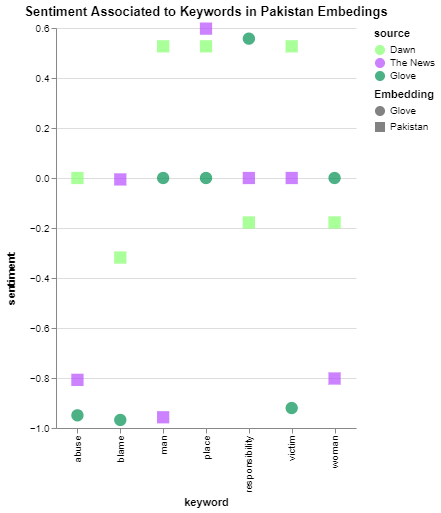 Sentiment Associated to Keywords in Pakistan Embedings
source
Dawn
The News
Glove
Embedding
Glove
Pakistan
0.6
0.4
0.2
0.0
−0.2
−0.4
−0.6
−0.8
−1.0
sentiment
abuse
blame
man
place
responsibility
victim
woman
keyword